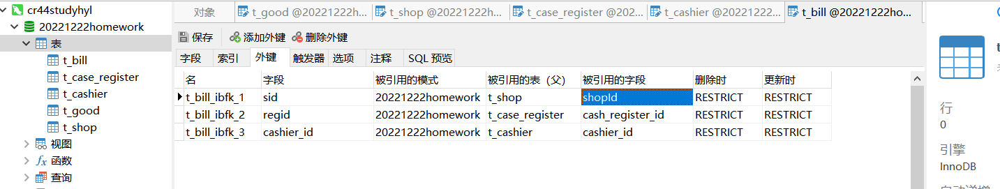 cr44studyhyl
20221222homework
表
t_bill
t_case_register
t_cashier
t_good
t_shop
视图
函数
查询
对象 t_good @20221222ho... t_shop @20221222ho... t_case_register @202... t_cashier @20221222h... t_bill @20221222ho...
保存 添加外键 删除外键
字段 索引 外键 触发器 选项 注释 SQL 预览
名 字段 被引用的模式 被引用的表（父） 被引用的字段 删除时 更新时
t_bill_ibfk_1 sid 20221222homework t_shop shopId RESTRICT RESTRICT
t_bill_ibfk_2 regid 20221222homework t_case_register cash_register_id RESTRICT RESTRICT
t_bill_ibfk_3 cashier_id 20221222homework t_cashier cashier_id RESTRICT RESTRICT
行
0
引擎
InnoDB